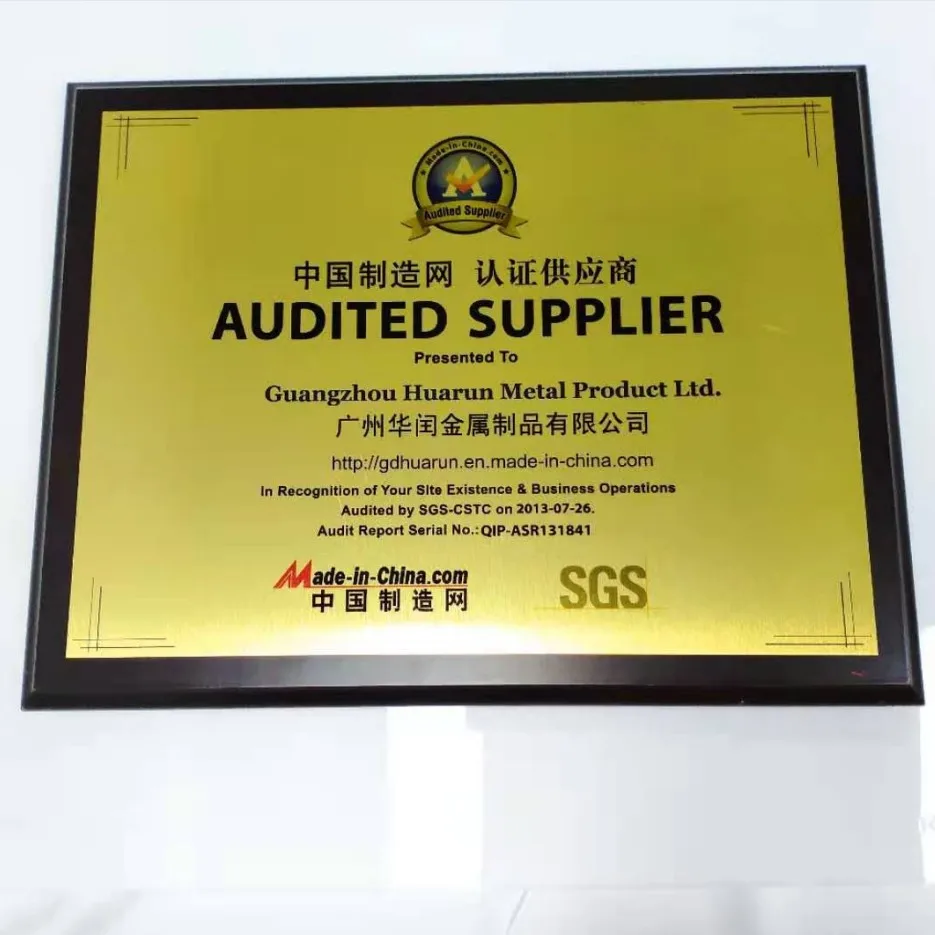 Made-in-China.com
A
Audited Supplier
中国制造网 认证供应商
AUDITED SUPPLIER
Presented To
Guangzhou Huarun Metal Product Ltd.
广州华闰金属制品有限公司
http://gdhuarun.en.made-in-china.com
In Recognition of Your Site Existence & Business Operations
Audited by SGS-CSTC on 2013-07-26.
Audit Report Serial No.: QIP-ASR131841
Made-in-China.com
中国制造网
SGS